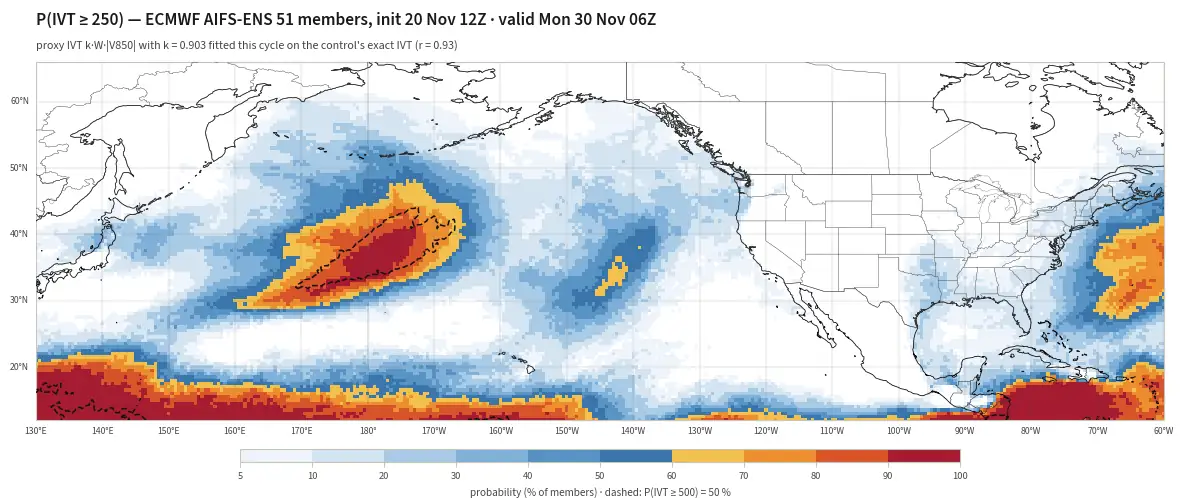 P(IVT ≥ 250) — ECMWF AIFS-ENS 51 members, init 20 Nov 12Z · valid Mon 30 Nov 06Z
proxy IVT k·W·|V850| with k = 0.903 fitted this cycle on the control's exact IVT (r = 0.93)
60°N
50°N
40°N
30°N
20°N
130°E 140°E 150°E 160°E 170°E 180° 170°W 160°W 150°W 140°W 130°W 120°W 110°W 100°W 90°W 80°W 70°W 60°W
5 10 20 30 40 50 60 70 80 90 100
probability (% of members) · dashed: P(IVT ≥ 500) = 50 %